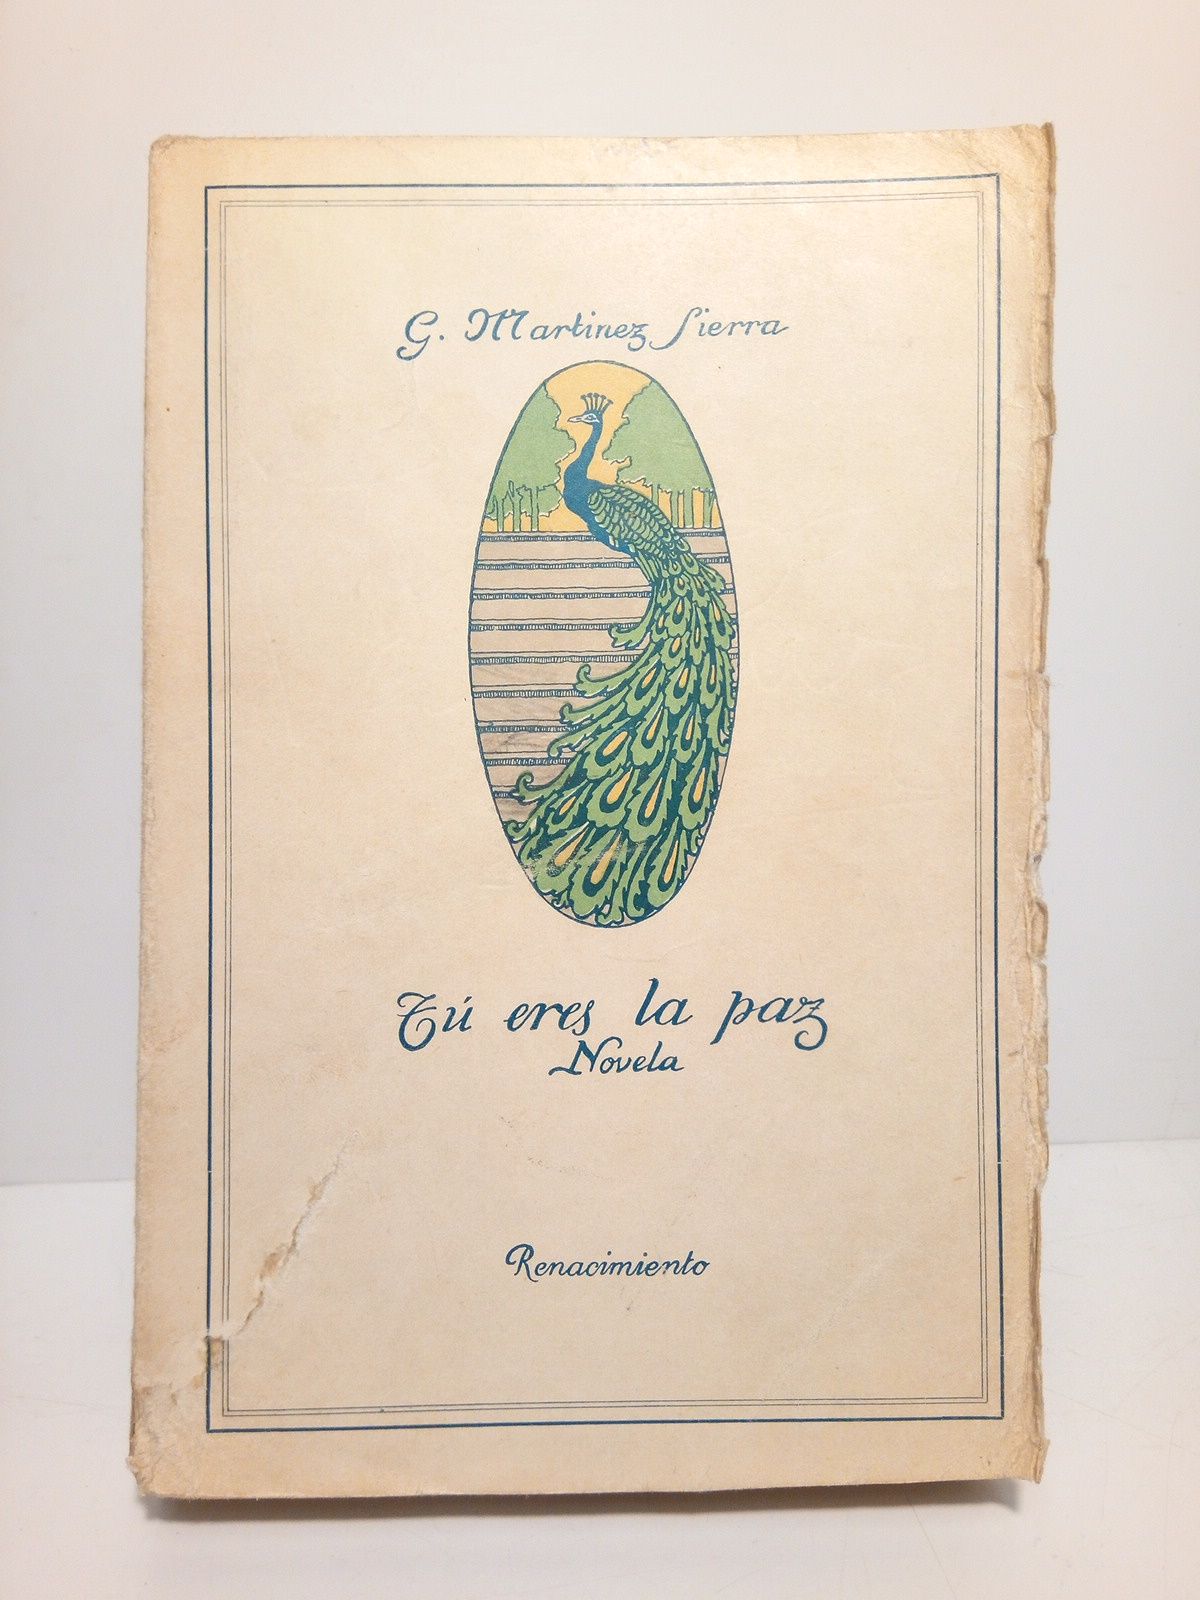 G. Martinez Sierra
Tú eres la paz
Novela
Renacimiento